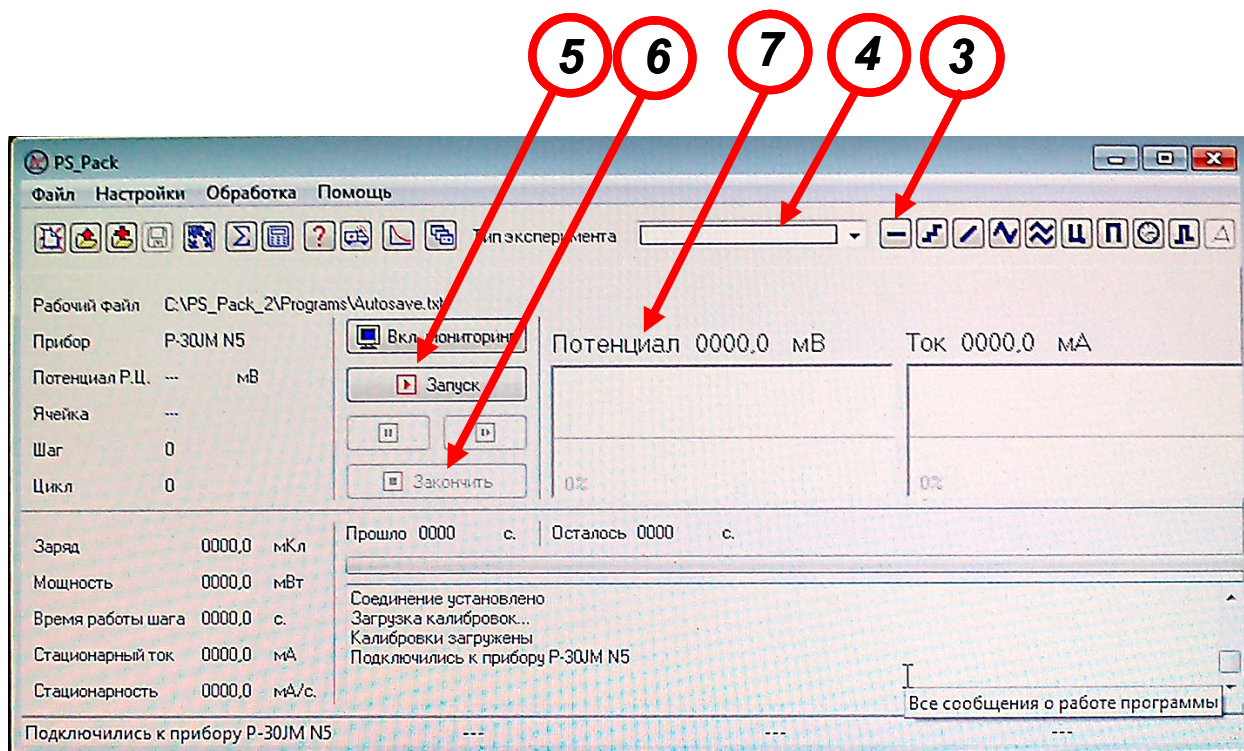 5 6 7 4 3
PS_Pack
Файл Настройки Обработка Помощь
Σ ? Тип эксперимента Ц П
Рабочий файл C:\PS_Pack_2\Programs\Autosave.txt
Прибор P-30JM N5
Вкл. мониторинг
Потенциал 0000,0 мВ Ток 0000,0 мА
Потенциал Р.Ц. --- мВ
Запуск
Ячейка ---
Шаг 0
Цикл 0
Закончить
0% 0%
Прошло 0000 с. Осталось 0000 с.
Заряд 0000,0 мКл
Мощность 0000,0 мВт
Время работы шага 0000,0 с.
Стационарный ток 0000,0 мА
Стационарность 0000,0 мА/с.
Соединение установлено
Загрузка калибровок...
Калибровки загружены
Подключились к прибору P-30JM N5
Все сообщения о работе программы
Подключились к прибору P-30JM N5 --- --- ---